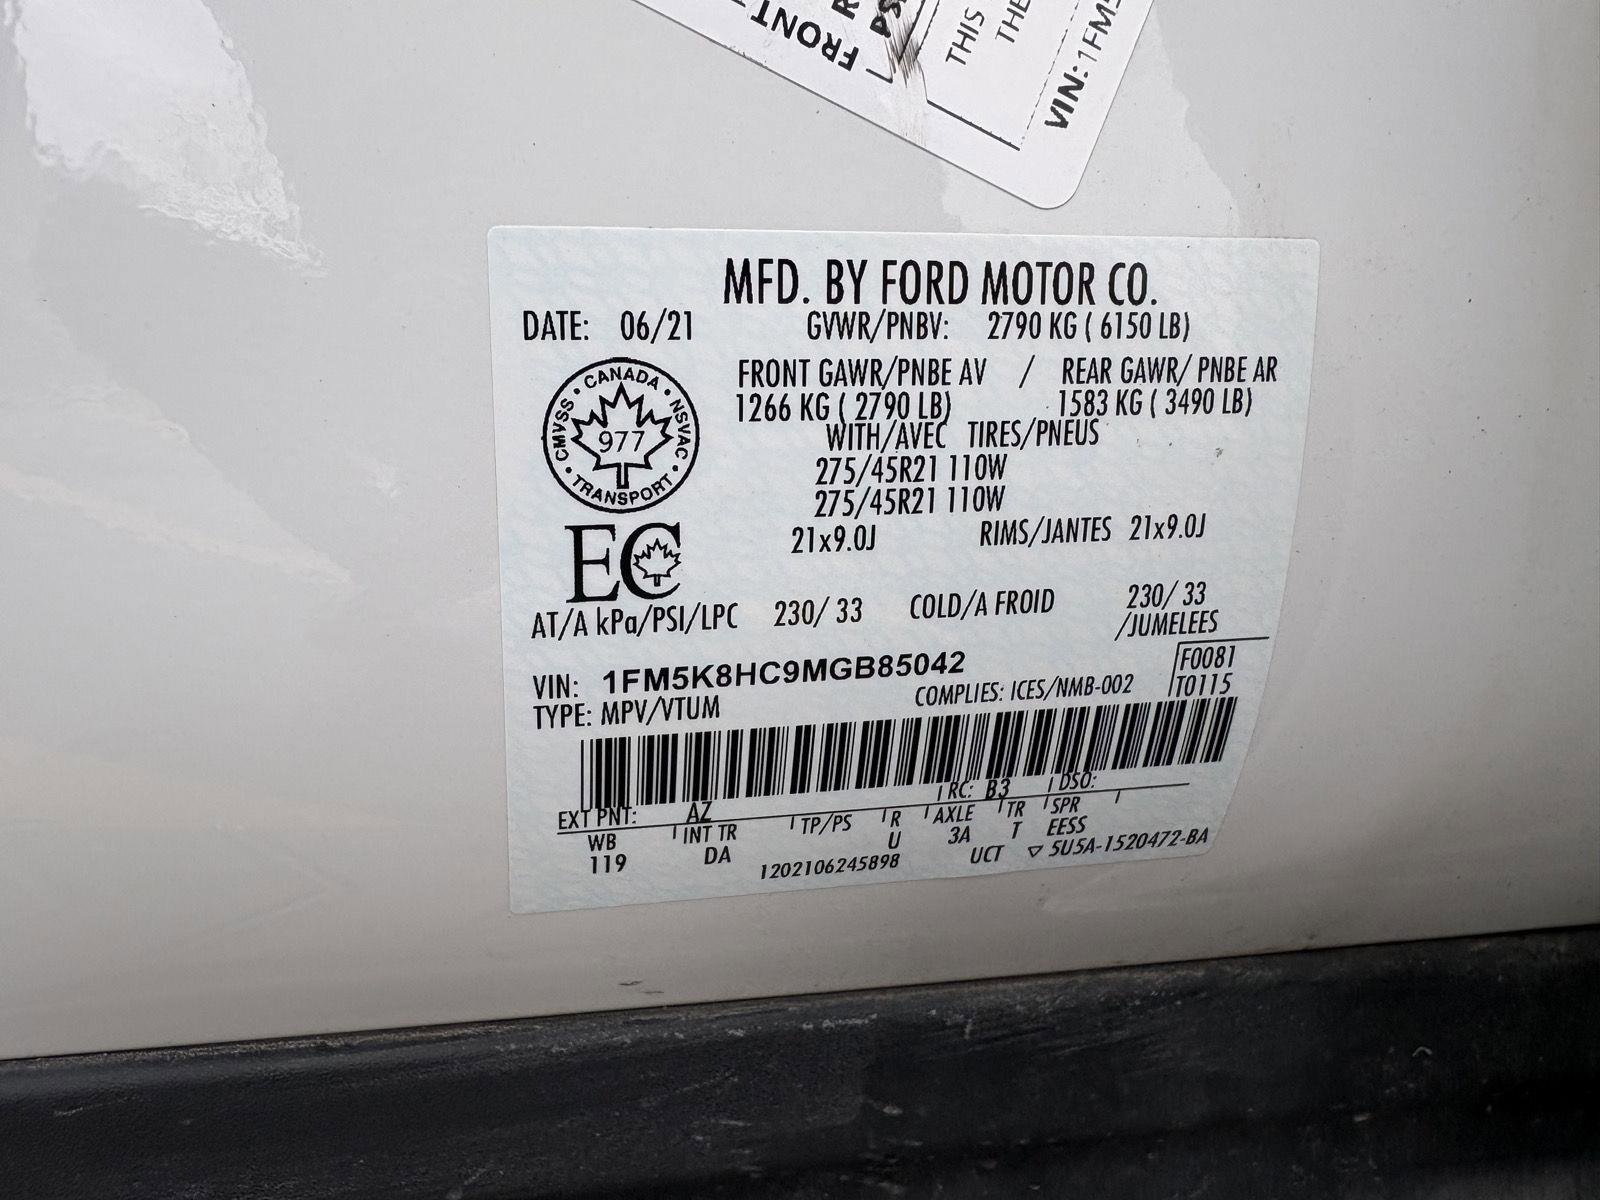 FRONT
R
PS
THIS
THE
VIN: 1FM5
MFD. BY FORD MOTOR CO.
DATE: 06/21 GVWR/PNBV: 2790 KG ( 6150 LB)
FRONT GAWR/PNBE AV / REAR GAWR/ PNBE AR
1266 KG ( 2790 LB) 1583 KG ( 3490 LB)
WITH/AVEC TIRES/PNEUS
275/45R21 110W
275/45R21 110W
21x9.0J RIMS/JANTES 21x9.0J
CANADA • NSVAC • TRANSPORT • CMVSS •
977
EC
AT/A kPa/PSI/LPC 230/ 33 COLD/A FROID 230/ 33
/JUMELEES
VIN: 1FM5K8HC9MGB85042 F0081
TYPE: MPV/VTUM COMPLIES: ICES/NMB-002 T0115
EXT PNT: AZ RC: B3 DSO:
WB INT TR TP/PS R AXLE TR SPR
119 DA U 3A T EESS
1202106245898 UCT ▽ 5U5A-1520472-BA